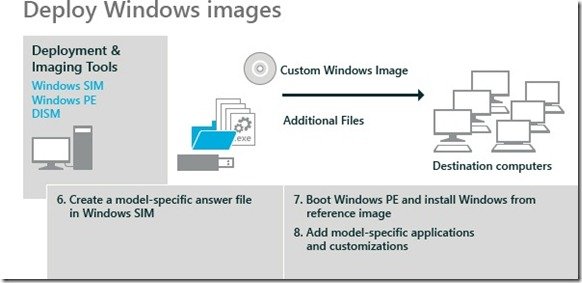 Deploy Windows images
Deployment &
Imaging Tools
Windows SIM
Windows PE
DISM
.exe
Custom Windows Image
Additional Files
Destination computers
6. Create a model-specific answer file
in Windows SIM
7. Boot Windows PE and install Windows from
reference image
8. Add model-specific applications
and customizations